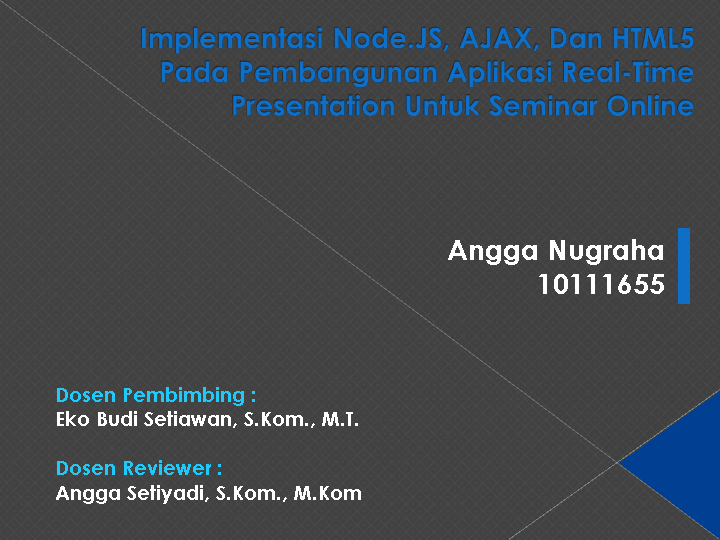 Implementasi Node.JS, AJAX, Dan HTML5
Pada Pembangunan Aplikasi Real-Time
Presentation Untuk Seminar Online
Angga Nugraha
10111655
Dosen Pembimbing :
Eko Budi Setiawan, S.Kom., M.T.
Dosen Reviewer :
Angga Setiyadi, S.Kom., M.Kom